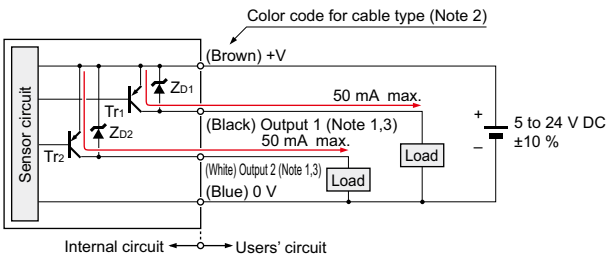 Color code for cable type (Note 2)
(Brown) +V
Sensor circuit
ZD1
Tr1
50 mA max.
(Black) Output 1 (Note 1,3)
50 mA max.
ZD2
Tr2
+
5 to 24 V DC
±10 %
–
Load
(White) Output 2 (Note 1,3)
Load
(Blue) 0 V
Internal circuit
Users' circuit